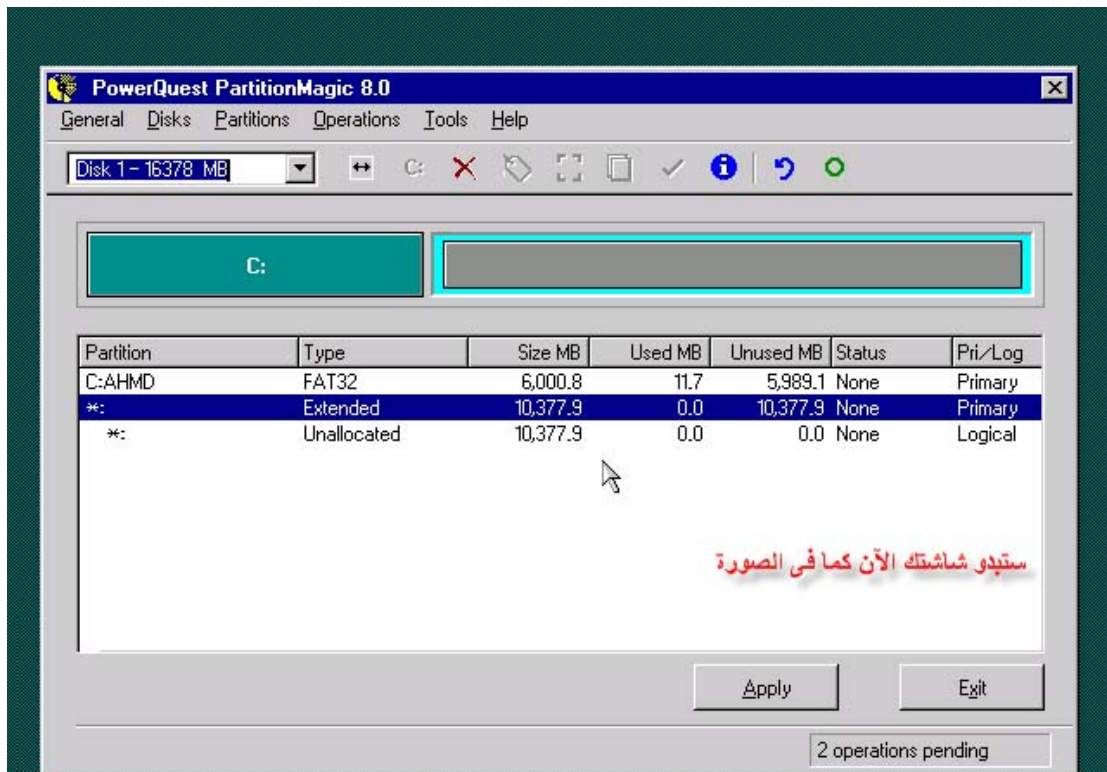 PowerQuest PartitionMagic 8.0
General Disks Partitions Operations Tools Help
Disk 1 - 16378 MB
C:
C:
Partition Type Size MB Used MB Unused MB Status Pri/Log
C:AHMD FAT32 6,000.8 11.7 5,989.1 None Primary
*: Extended 10,377.9 0.0 10,377.9 None Primary
*: Unallocated 10,377.9 0.0 0.0 None Logical
ستبدو شاشتك الآن كما فى الصورة
Apply Exit
2 operations pending